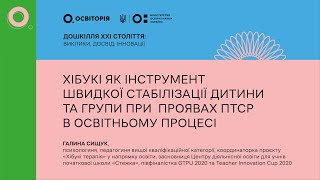 ОСВІТОРІЯ
МІНІСТЕРСТВО
ОСВІТИ І НАУКИ
УКРАЇНИ
ДОШКІЛЛЯ ХХІ СТОЛІТТЯ:
ВИКЛИКИ, ДОСВІД, ІННОВАЦІЇ
ХІБУКІ ЯК ІНСТРУМЕНТ
ШВИДКОЇ СТАБІЛІЗАЦІЇ ДИТИНИ
ТА ГРУПИ ПРИ ПРОЯВАХ ПТСР
В ОСВІТНЬОМУ ПРОЦЕСІ
ГАЛИНА СИЩУК,
психологиня, педагогиня вищої кваліфікаційної категорії, координаторка проєкту
«Хібукі терапія» у напрямку освіти, засновниця Центру діяльнісної освіти для учнів
початкової школи «Стежка», півфіналістка GTPU 2020 та Teacher Innovation Cup 2020